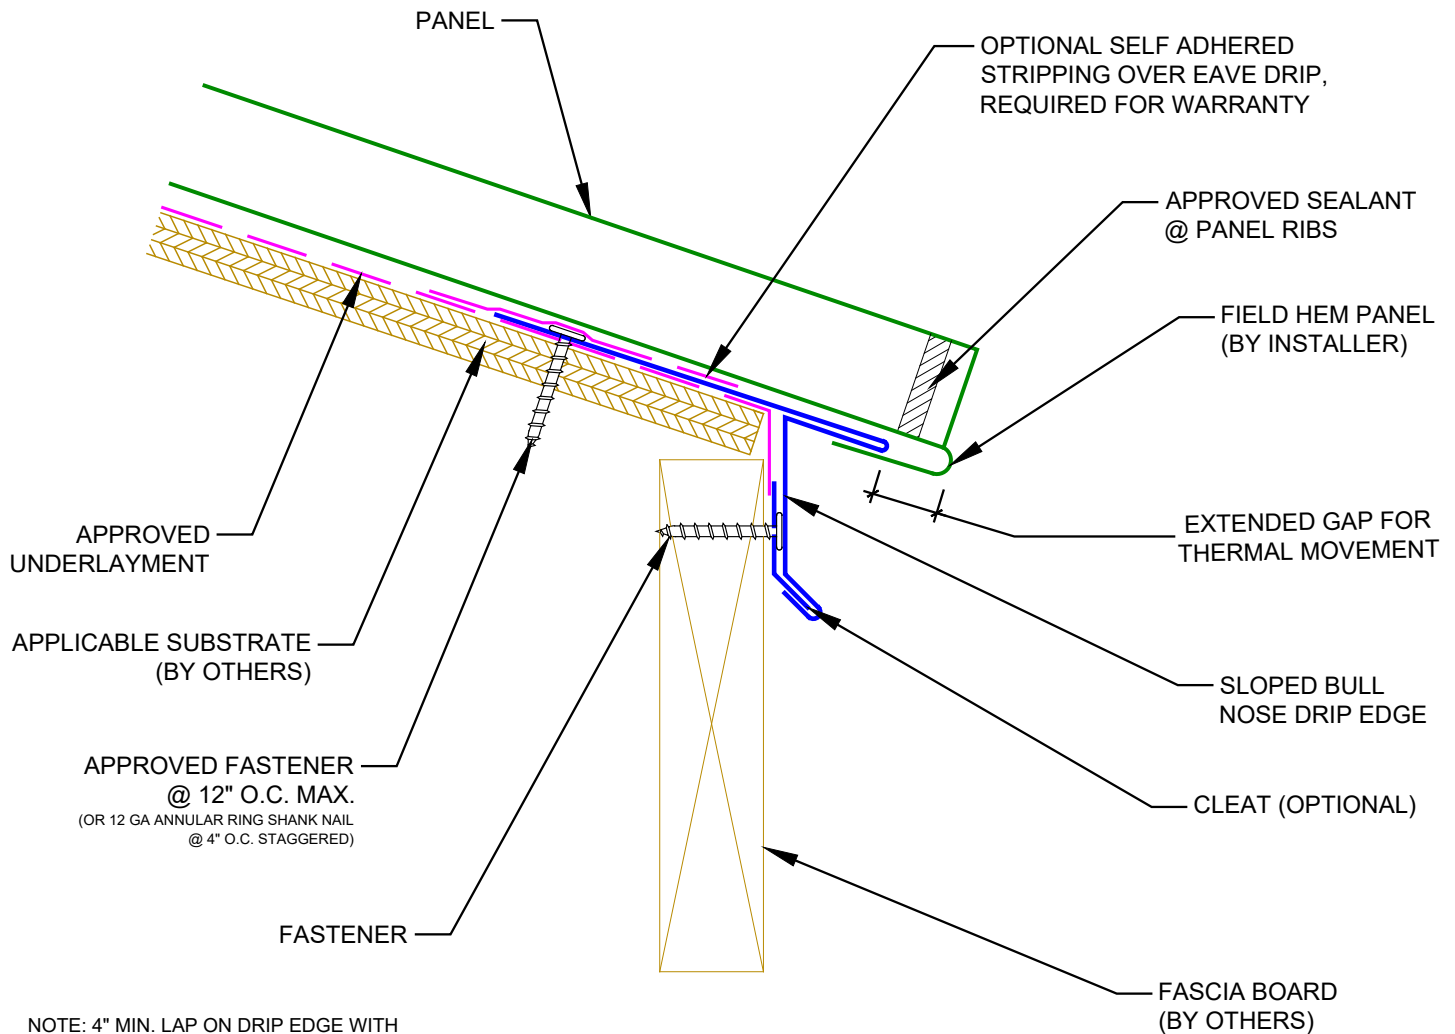 PANEL
OPTIONAL SELF ADHERED
STRIPPING OVER EAVE DRIP,
REQUIRED FOR WARRANTY
APPROVED SEALANT
@ PANEL RIBS
FIELD HEM PANEL
(BY INSTALLER)
EXTENDED GAP FOR
THERMAL MOVEMENT
APPROVED
UNDERLAYMENT
APPLICABLE SUBSTRATE
(BY OTHERS)
SLOPED BULL
NOSE DRIP EDGE
APPROVED FASTENER
@ 12" O.C. MAX.
(OR 12 GA ANNULAR RING SHANK NAIL
@ 4" O.C. STAGGERED)
CLEAT (OPTIONAL)
FASTENER
FASCIA BOARD
(BY OTHERS)
NOTE: 4" MIN. LAP ON DRIP EDGE WITH